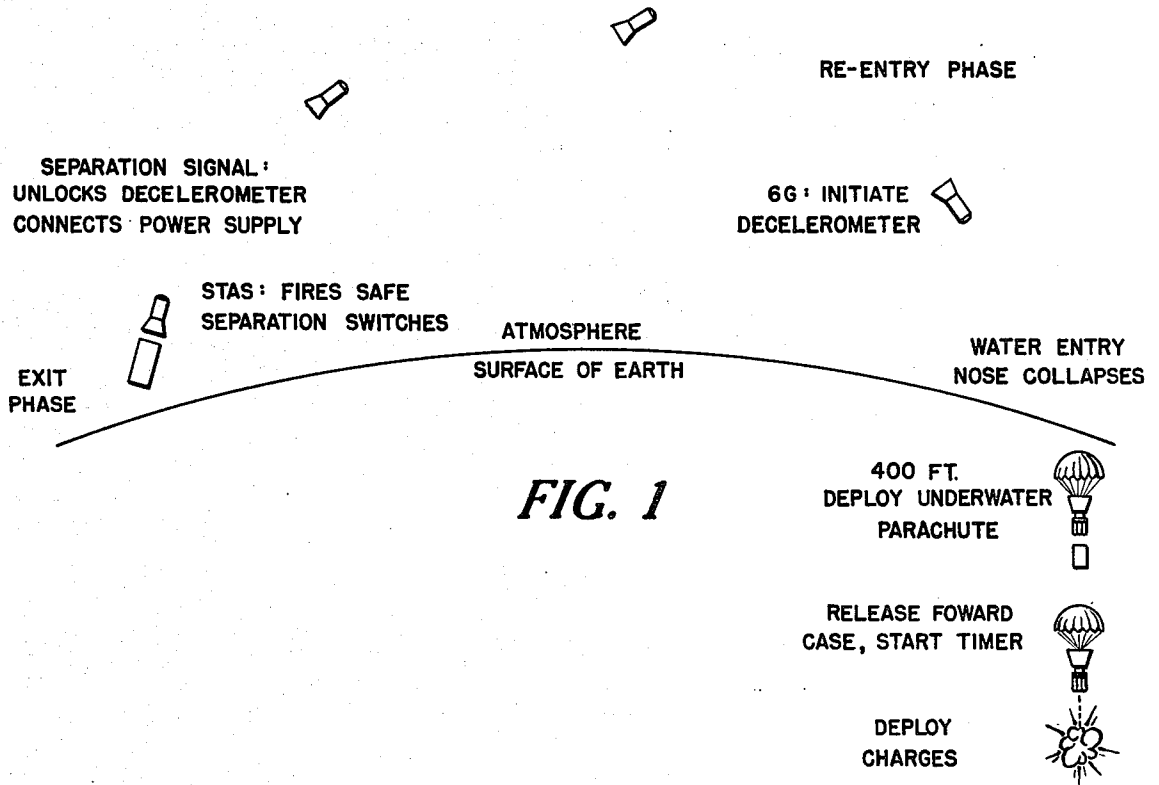 RE-ENTRY PHASE
SEPARATION SIGNAL:
UNLOCKS DECELEROMETER
CONNECTS POWER SUPPLY
6G: INITIATE
DECELEROMETER
STAS: FIRES SAFE
SEPARATION SWITCHES
EXIT
PHASE
ATMOSPHERE
SURFACE OF EARTH
WATER ENTRY
NOSE COLLAPSES
FIG. 1
400 FT.
DEPLOY UNDERWATER
PARACHUTE
RELEASE FOWARD
CASE, START TIMER
DEPLOY
CHARGES